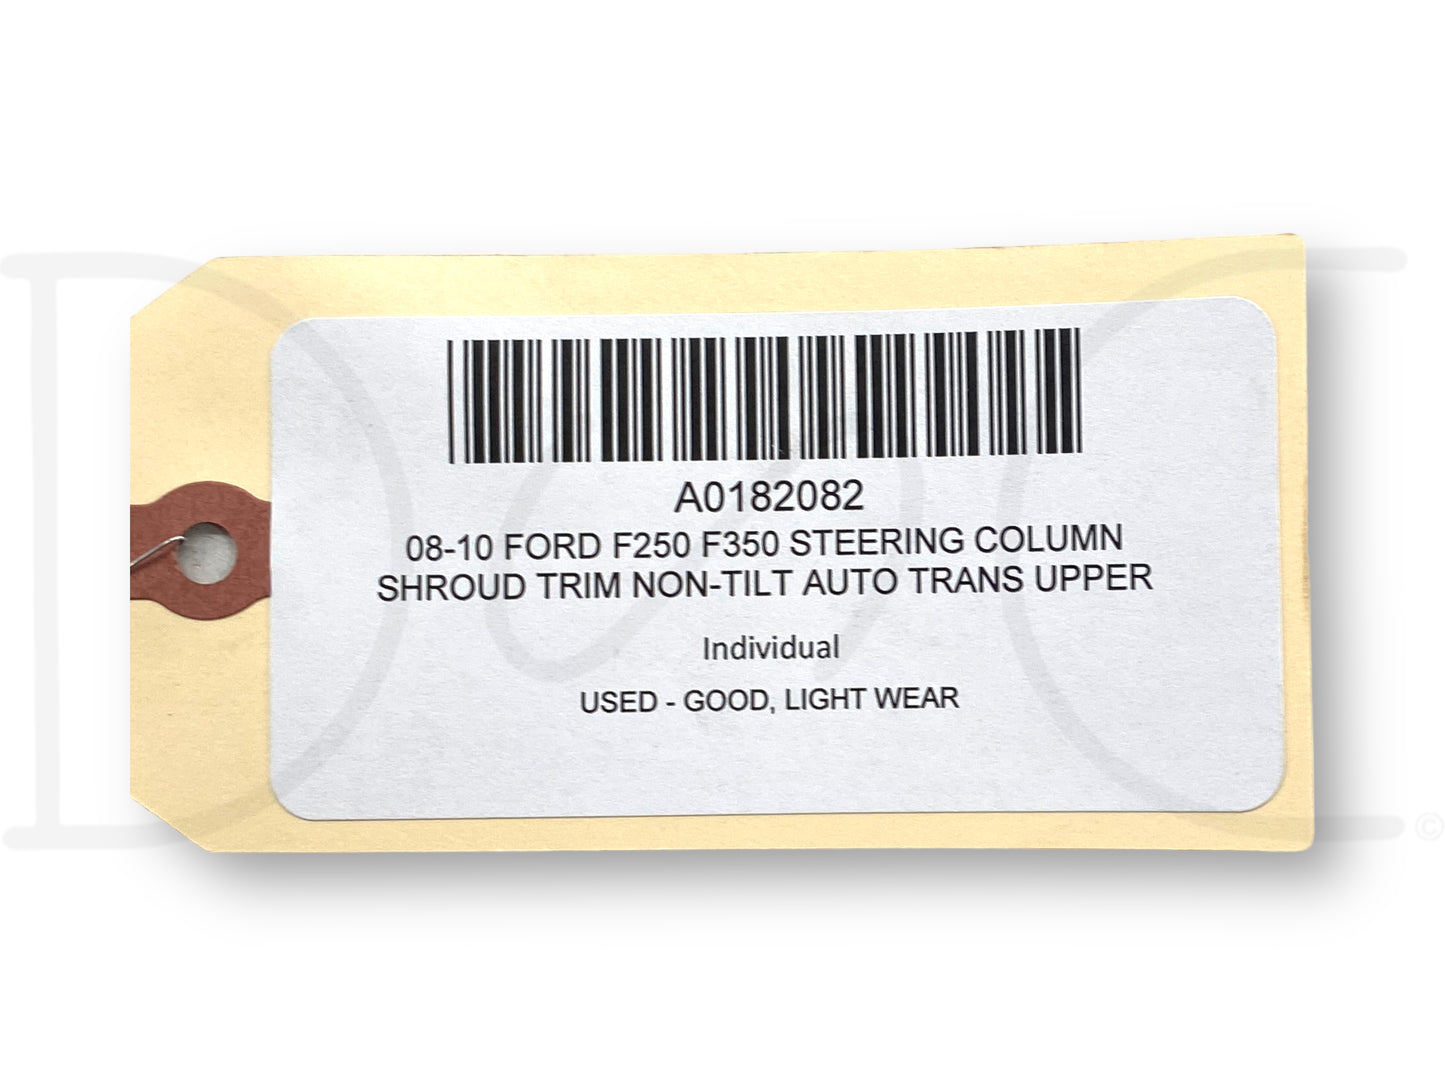 A0182082
08-10 FORD F250 F350 STEERING COLUMN
SHROUD TRIM NON-TILT AUTO TRANS UPPER
Individual
USED - GOOD, LIGHT WEAR
©